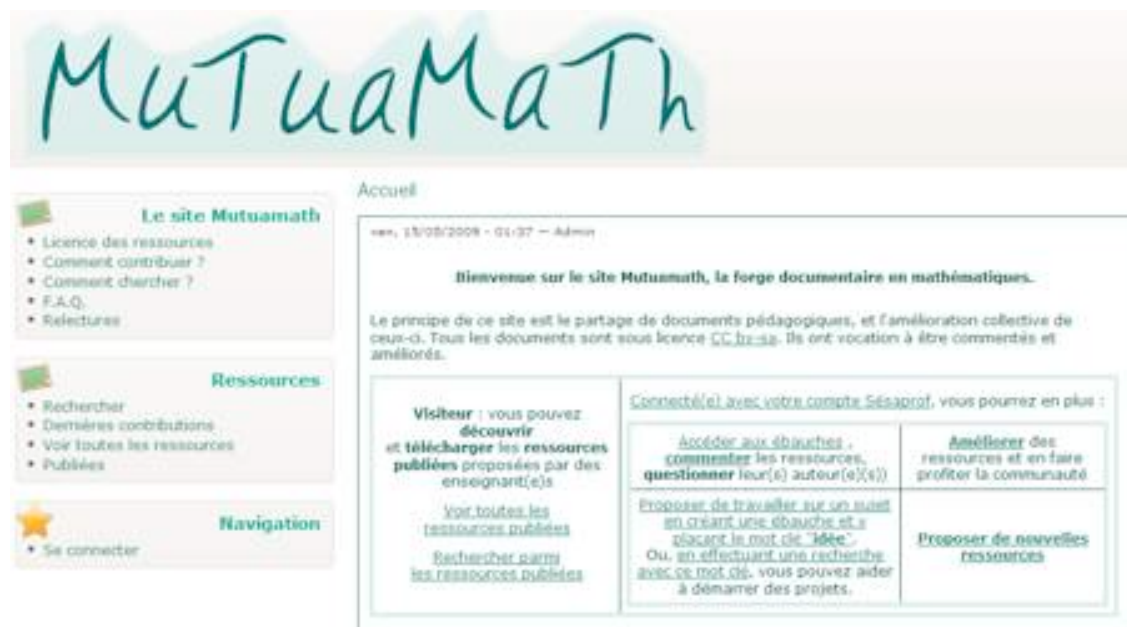 MuTuaMaTh
Le site Mutuamath
• Licence des ressources
• Comment contribuer ?
• Comment chercher ?
• F.A.Q.
• Relectures
Ressources
• Rechercher
• Dernières contributions
• Voir toutes les ressources
• Publiées
Navigation
• Se connecter
Accueil
ven, 15/05/2009 - 01:37 — Admin
Bienvenue sur le site Mutuamath, la forge documentaire en mathématiques.
Le principe de ce site est le partage de documents pédagogiques, et l'amélioration collective de
ceux-ci. Tous les documents sont sous licence CC by-sa. Ils ont vocation à être commentés et
améliorés.
Visiteur : vous pouvez
découvrir
et télécharger les ressources
publiées proposées par des
enseignant(e)s
Voir toutes les
ressources publiées
Rechercher parmi
les ressources publiées
Connecté(e) avec votre compte Sésaprof, vous pourrez en plus :
Accéder aux ébauches ,
commenter les ressources,
questionner leur(s) auteur(e)(s))
Améliorer des
ressources et en faire
profiter la communauté
Proposer de travailler sur un sujet
en créant une ébauche et y
plaçant le mot clé "idée".
Ou, en effectuant une recherche
avec ce mot clé, vous pouvez aider
à démarrer des projets.
Proposer de nouvelles
ressources